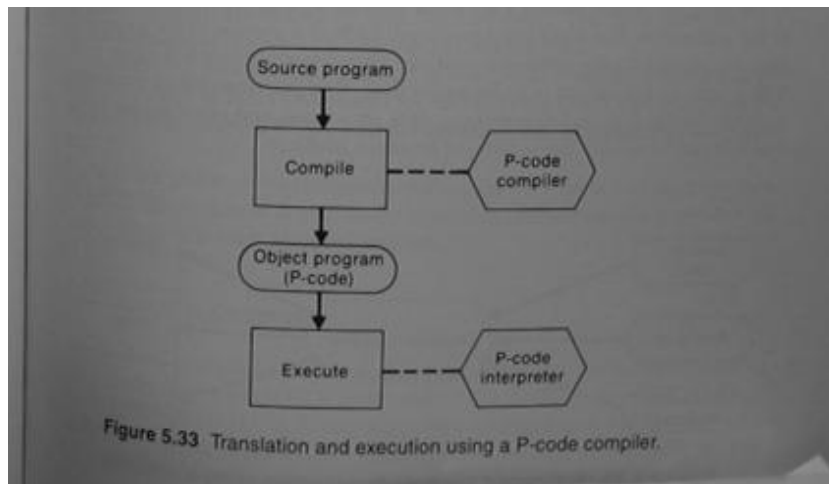 Source program
Compile
P-code
compiler
Object program
(P-code)
Execute
P-code
interpreter
Figure 5.33 Translation and execution using a P-code compiler.